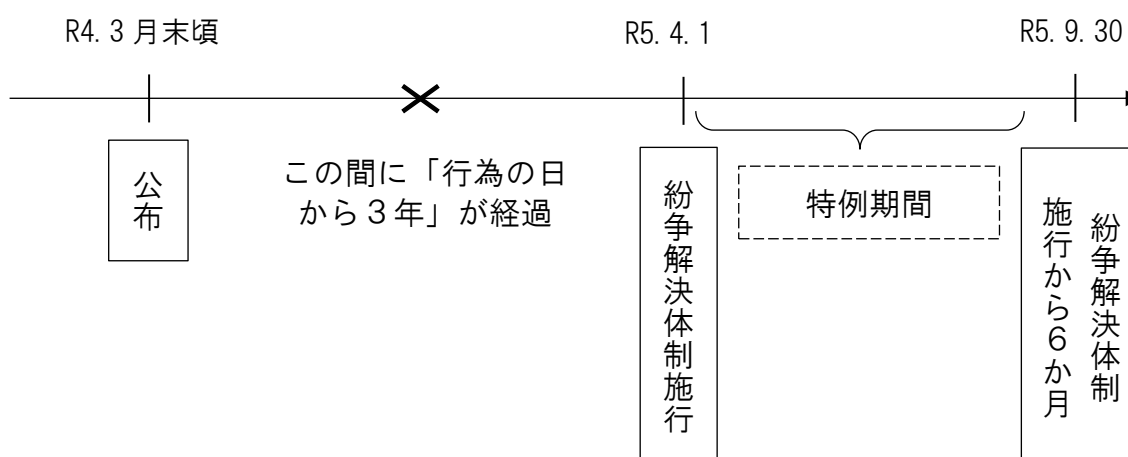 R4.3月末頃
R5.4.1
R5.9.30
公布
この間に「行為の日
から３年」が経過
紛争解決体制施行
特例期間
紛争解決体制
施行から６か月